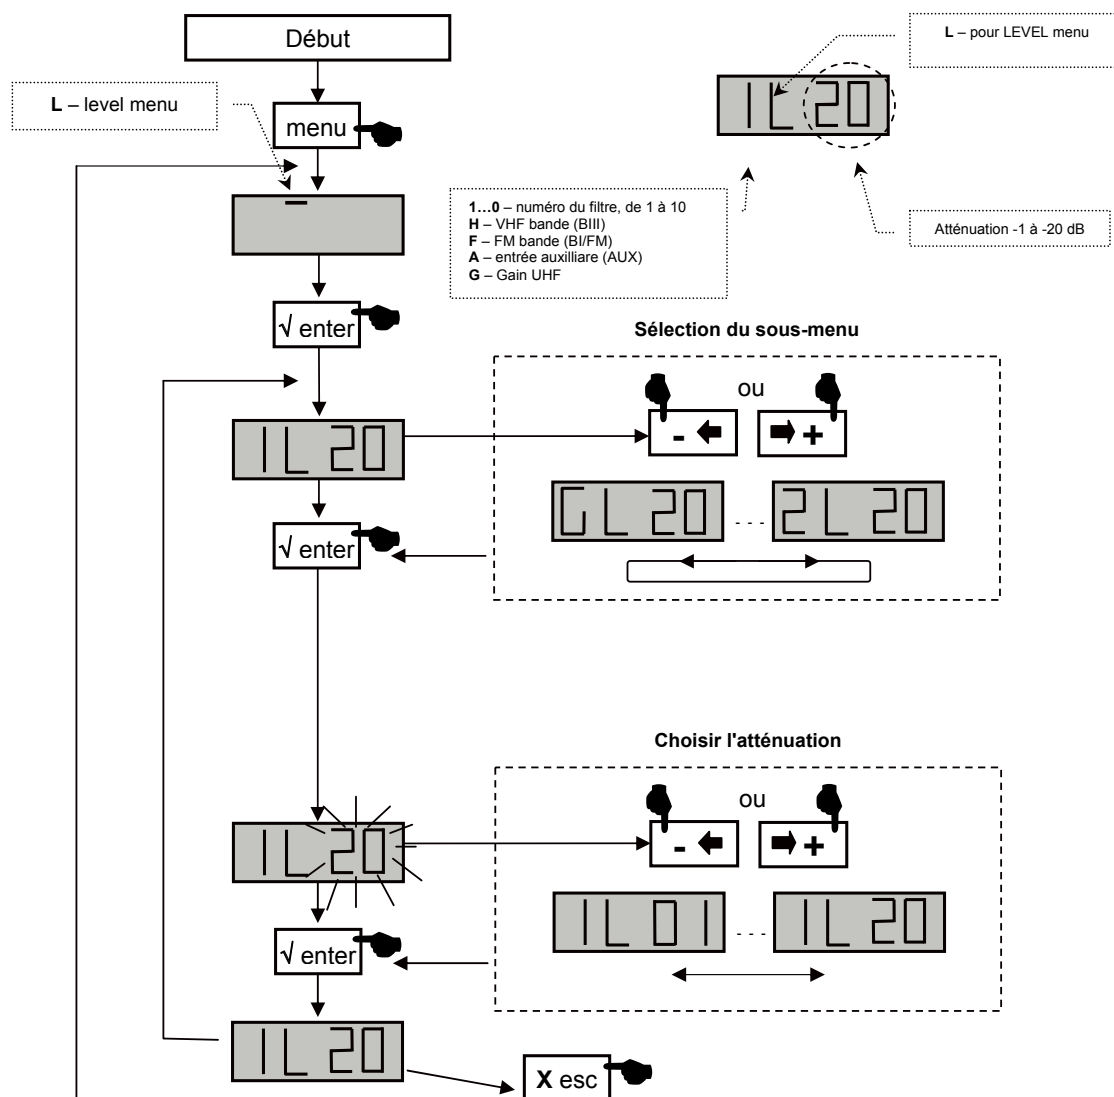 Début
L – level menu
menu
L – pour LEVEL menu
1L 20
1…0 – numéro du filtre, de 1 à 10
H – VHF bande (BIII)
F – FM bande (BI/FM)
A – entrée auxilliare (AUX)
G – Gain UHF
Atténuation -1 à -20 dB
√ enter
Sélection du sous-menu
ou
- +
1L 20
GL 20 - - - 2L 20
√ enter
Choisir l'atténuation
ou
- +
1L 20
1L 01 - - - 1L 20
√ enter
1L 20
X esc